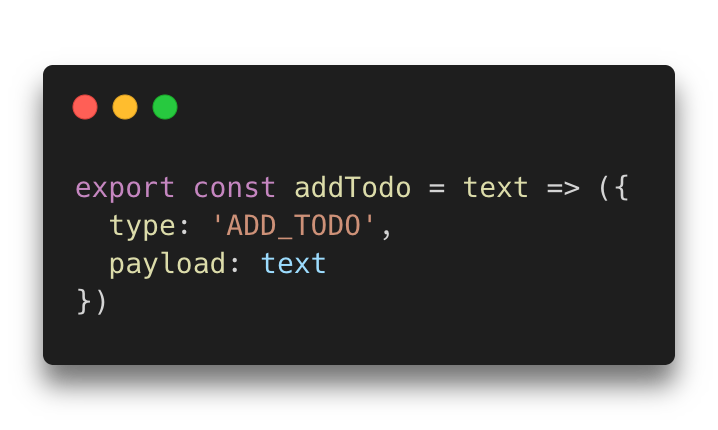 export const addTodo = text => ({
  type: 'ADD_TODO',
  payload: text
})